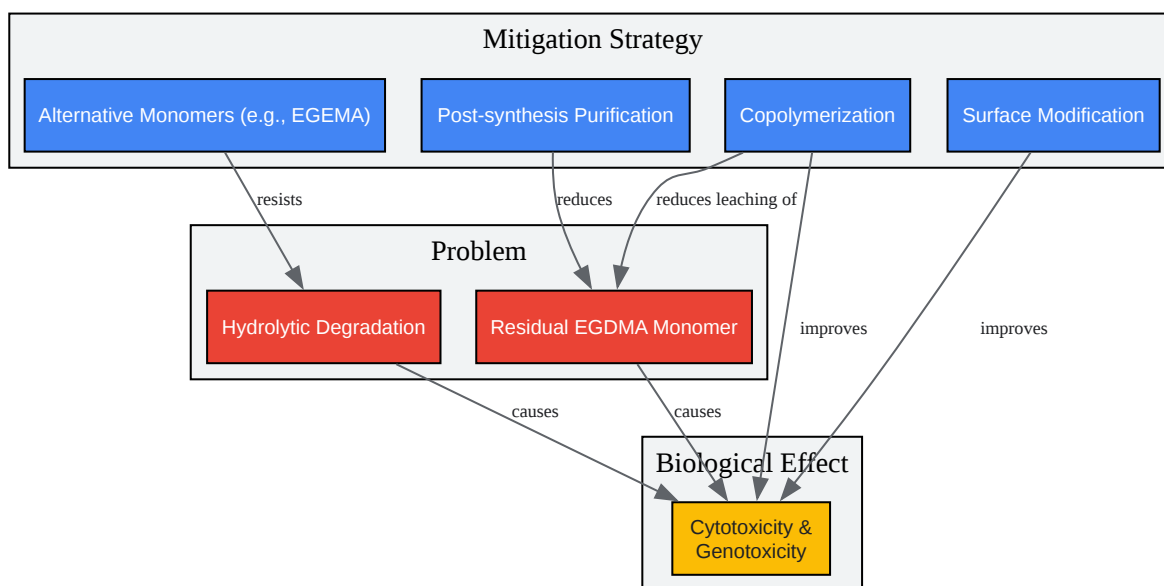 Mitigation Strategy
Alternative Monomers (e.g., EGEMA)
Post-synthesis Purification
Copolymerization
Surface Modification
resists
reduces
reduces leaching of
Problem
Hydrolytic Degradation
Residual EGDMA Monomer
improves
improves
causes
causes
Biological Effect
Cytotoxicity &
Genotoxicity